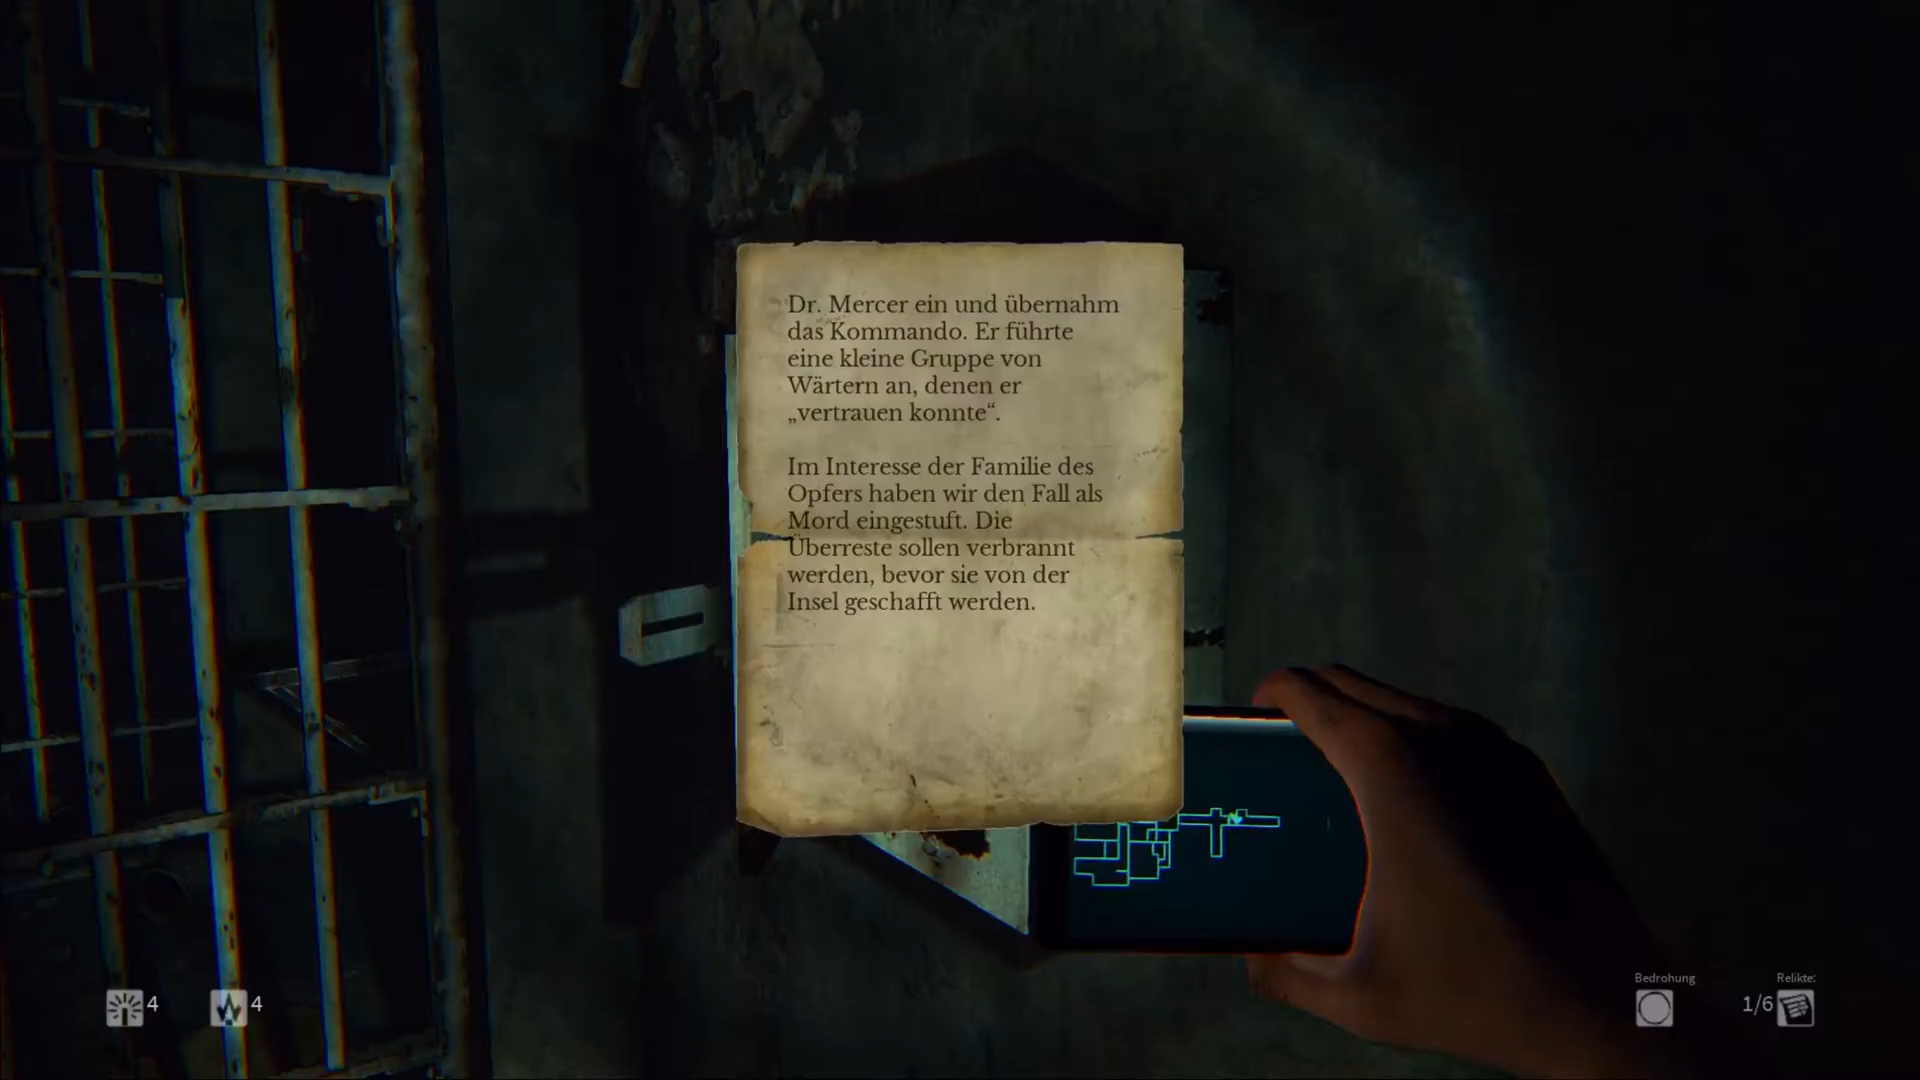 Dr. Mercer ein und übernahm
das Kommando. Er führte
eine kleine Gruppe von
Wärtern an, denen er
„vertrauen konnte“.
Im Interesse der Familie des
Opfers haben wir den Fall als
Mord eingestuft. Die
Überreste sollen verbrannt
werden, bevor sie von der
Insel geschafft werden.
4
4
Bedrohung
Relikte:
1/6